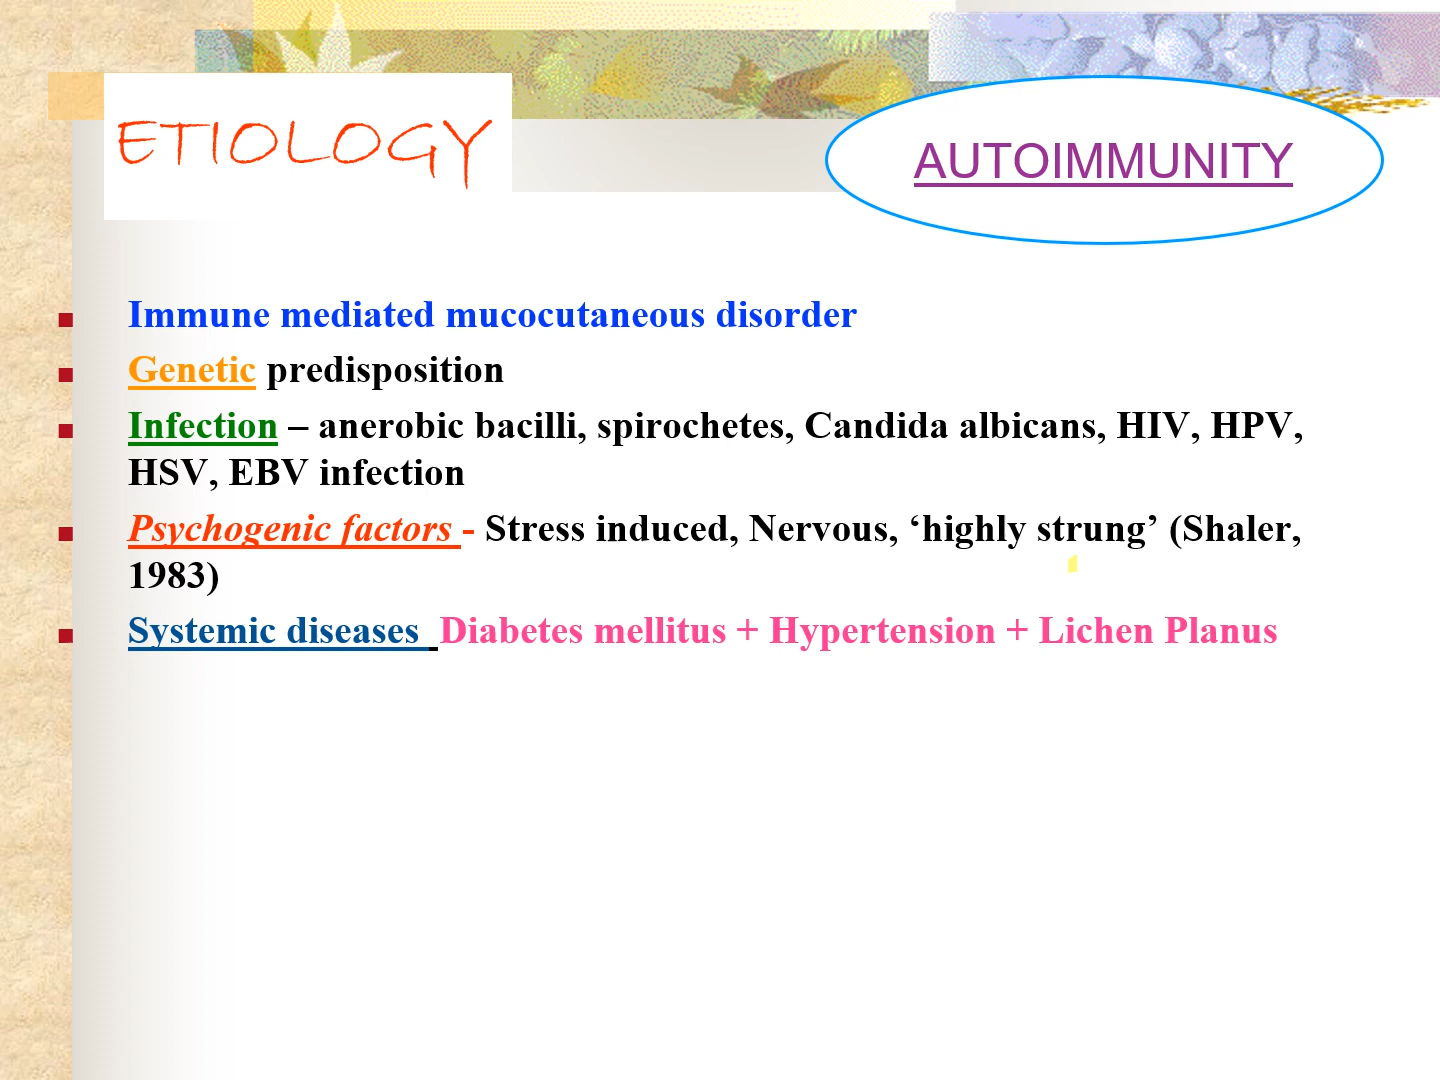 ETIOLOGY
AUTOIMMUNITY
Immune mediated mucocutaneous disorder
Genetic predisposition
Infection – anerobic bacilli, spirochetes, Candida albicans, HIV, HPV,
HSV, EBV infection
Psychogenic factors - Stress induced, Nervous, ‘highly strung’ (Shaler,
1983)
Systemic diseases Diabetes mellitus + Hypertension + Lichen Planus